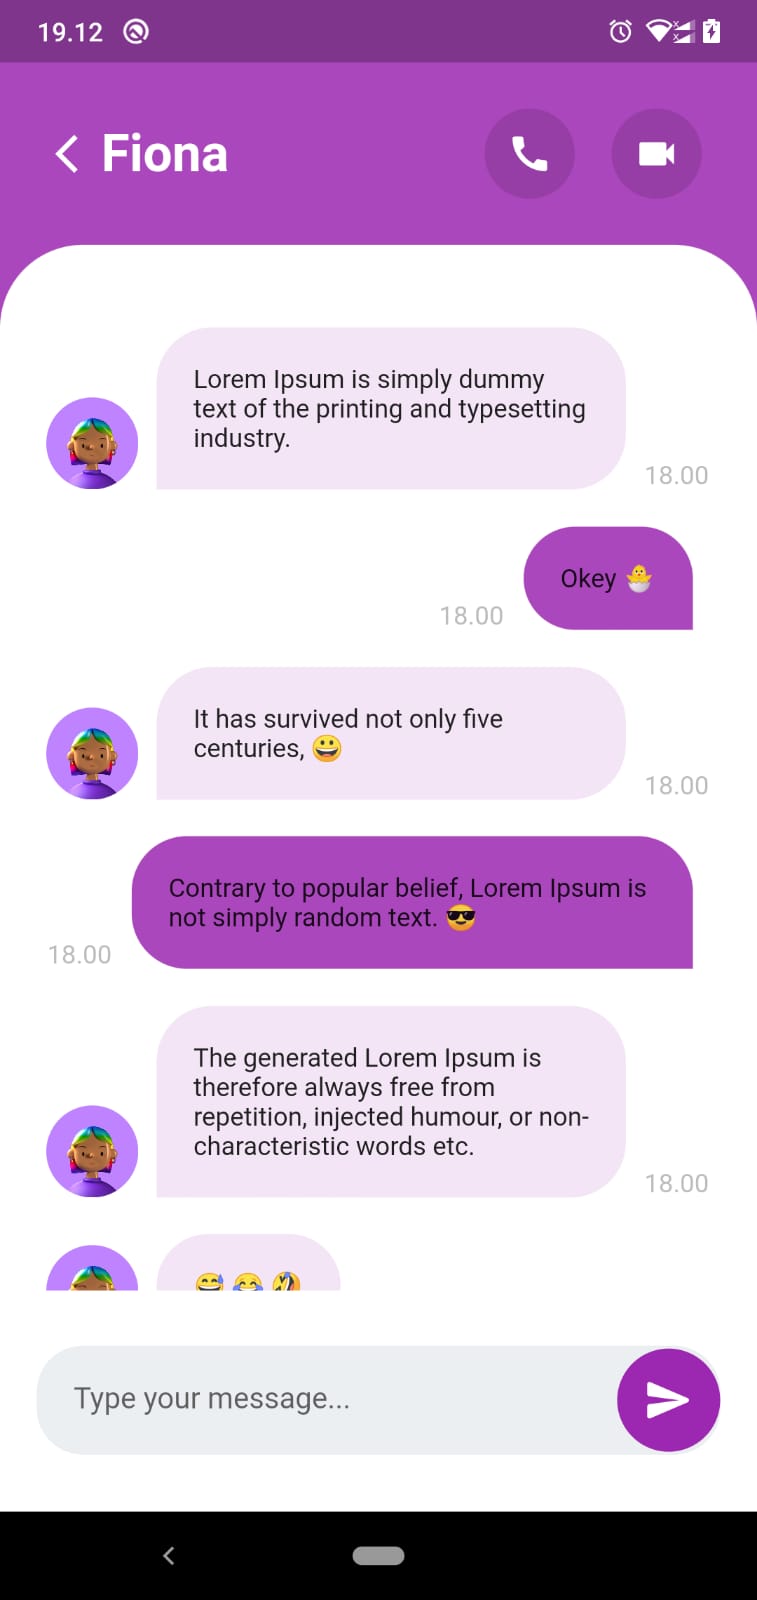 19.12
Fiona
Lorem Ipsum is simply dummy
text of the printing and typesetting
industry.
18.00
Okey 🐣
18.00
It has survived not only five
centuries, 😀
18.00
Contrary to popular belief, Lorem Ipsum is
not simply random text. 😎
18.00
The generated Lorem Ipsum is
therefore always free from
repetition, injected humour, or non-
characteristic words etc.
18.00
😅 😂 🤣
Type your message...